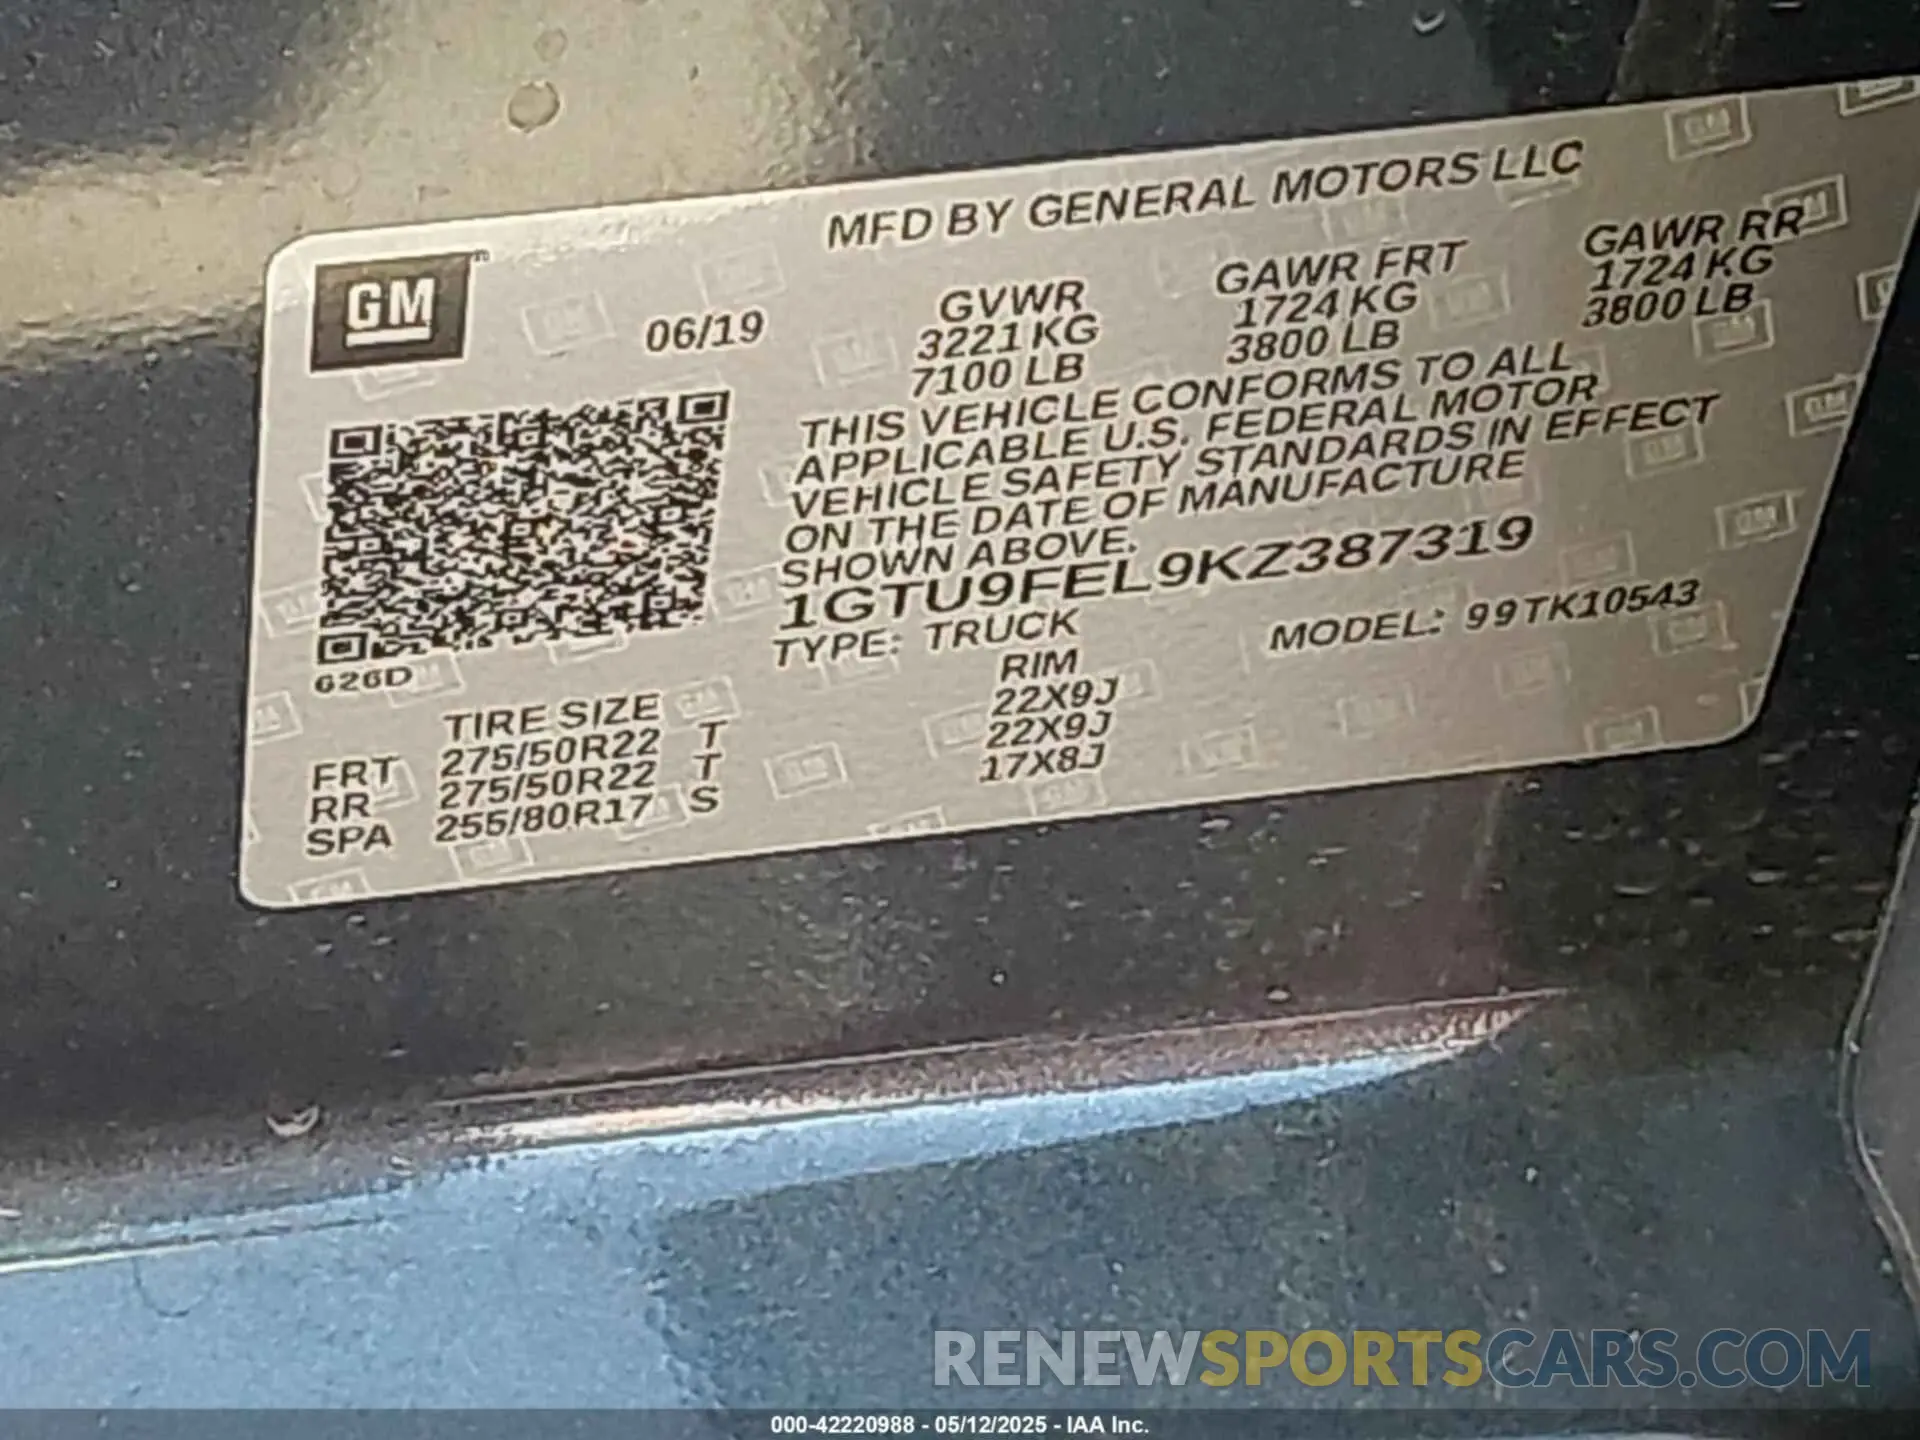 MFD BY GENERAL MOTORS LLC
GM
06/19
GVWR
3221 KG
7100 LB
GAWR FRT
1724 KG
3800 LB
GAWR RR
1724 KG
3800 LB
THIS VEHICLE CONFORMS TO ALL
APPLICABLE U.S. FEDERAL MOTOR
VEHICLE SAFETY STANDARDS IN EFFECT
ON THE DATE OF MANUFACTURE
SHOWN ABOVE.
1GTU9FEL9KZ387319
TYPE: TRUCK
MODEL: 99TK10543
626D
TIRE SIZE RIM
FRT 275/50R22 T 22X9J
RR 275/50R22 T 22X9J
SPA 255/80R17 S 17X8J
RENEWSPORTSCARS.COM
000-42220988 - 05/12/2025 - IAA Inc.